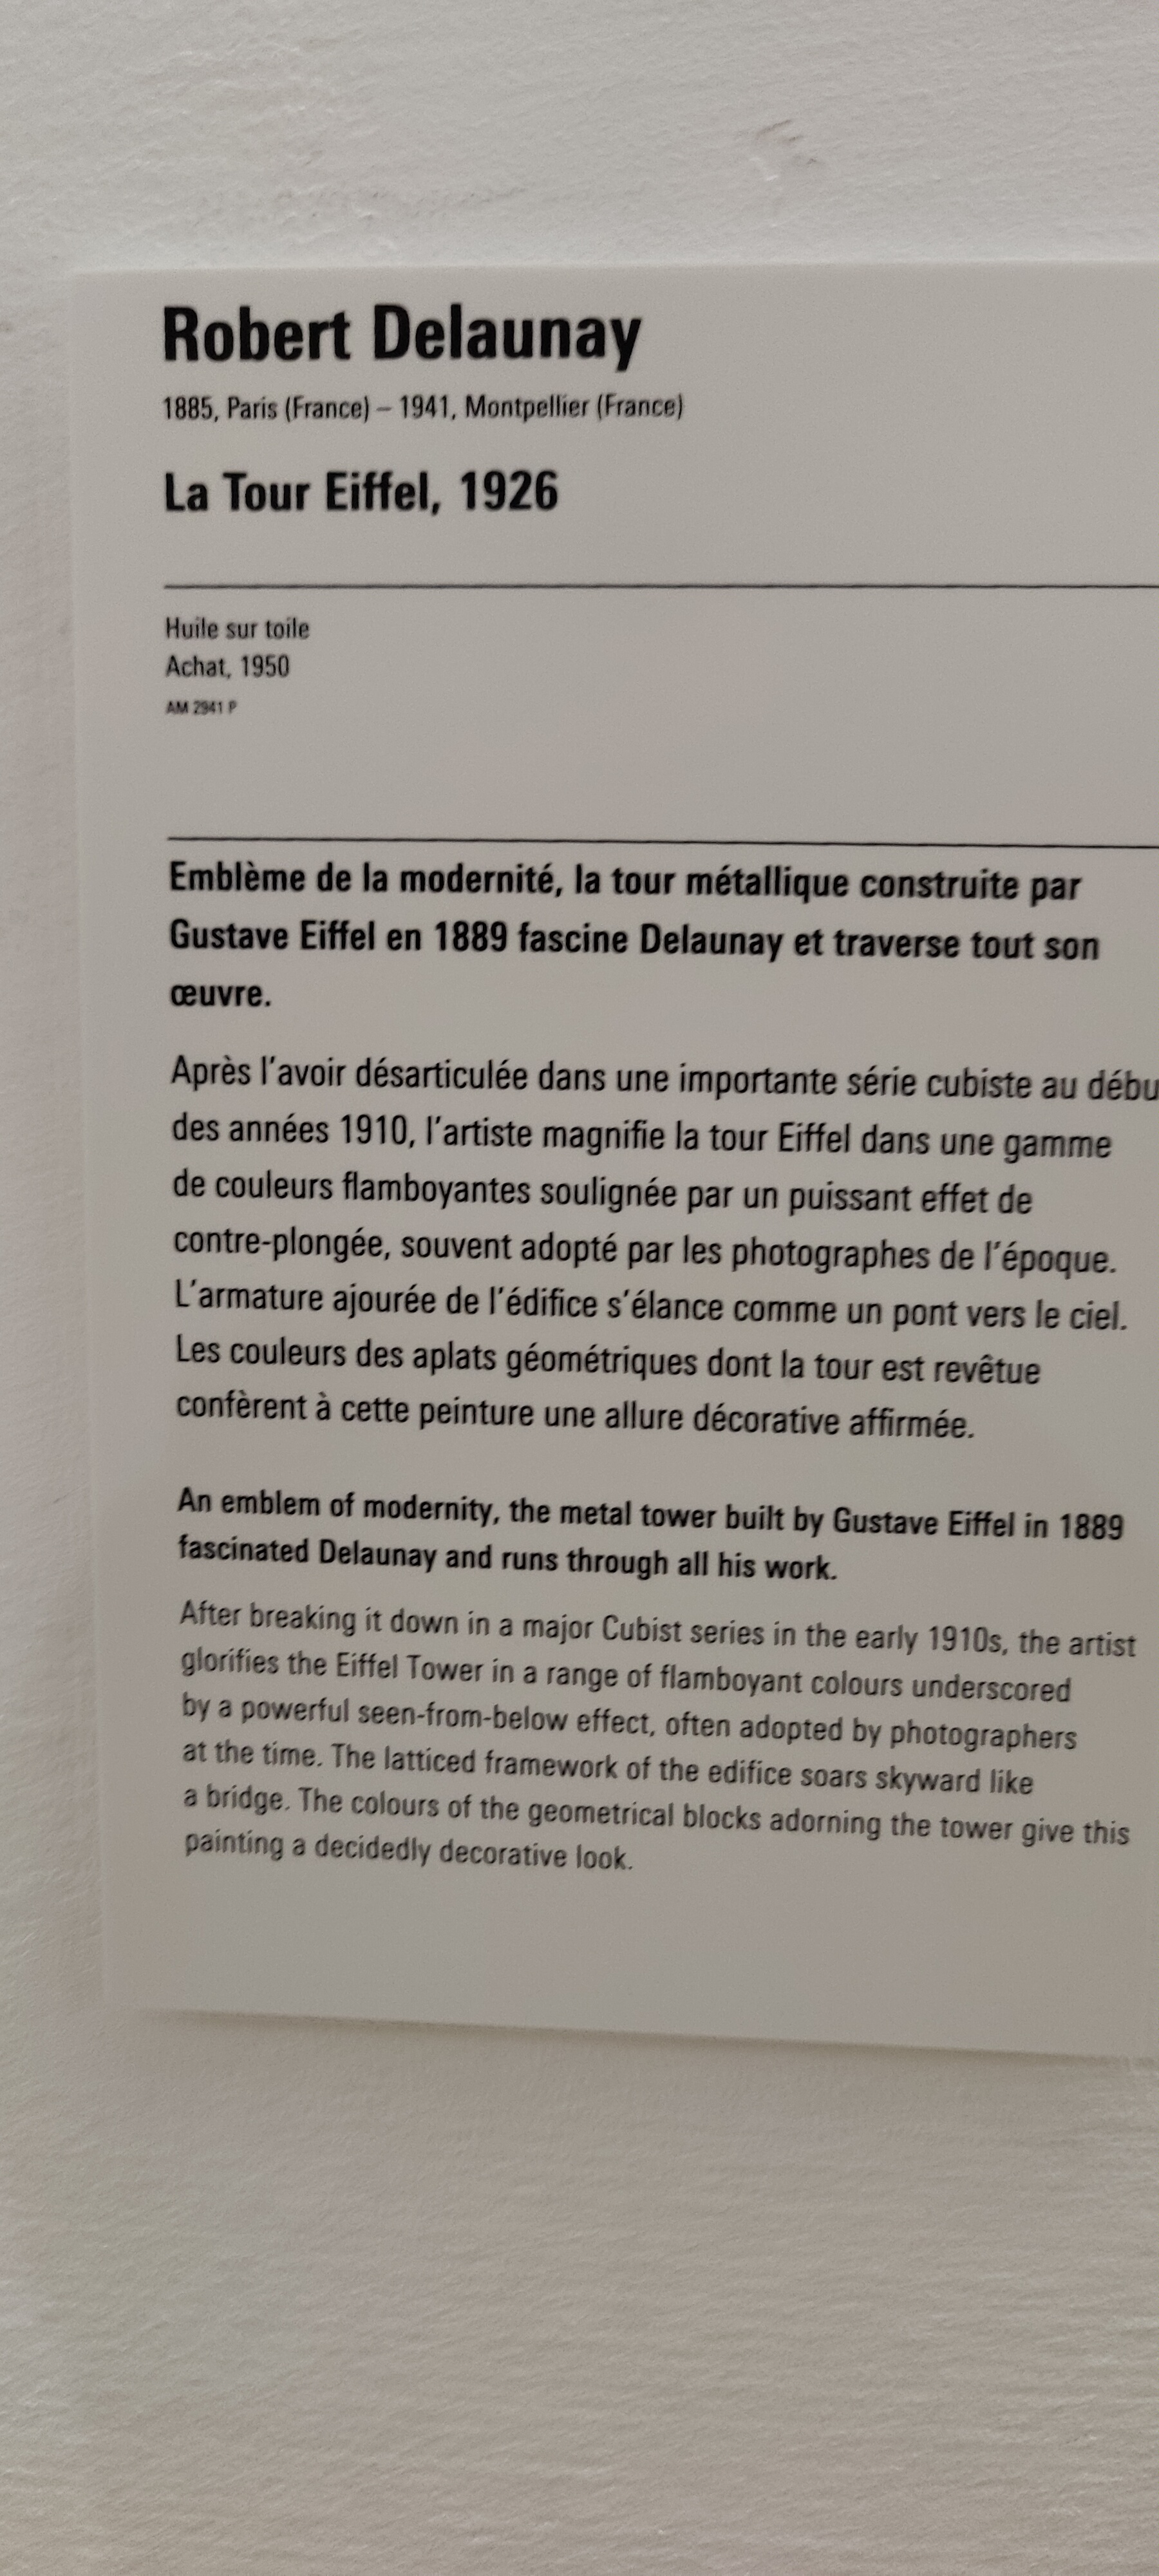 Robert Delaunay
1885, Paris (France) – 1941, Montpellier (France)
La Tour Eiffel, 1926
Huile sur toile
Achat, 1950
AM 2941 P
Emblème de la modernité, la tour métallique construite par
Gustave Eiffel en 1889 fascine Delaunay et traverse tout son
œuvre.
Après l’avoir désarticulée dans une importante série cubiste au débu
des années 1910, l’artiste magnifie la tour Eiffel dans une gamme
de couleurs flamboyantes soulignée par un puissant effet de
contre-plongée, souvent adopté par les photographes de l’époque.
L’armature ajourée de l’édifice s’élance comme un pont vers le ciel.
Les couleurs des aplats géométriques dont la tour est revêtue
confèrent à cette peinture une allure décorative affirmée.
An emblem of modernity, the metal tower built by Gustave Eiffel in 1889
fascinated Delaunay and runs through all his work.
After breaking it down in a major Cubist series in the early 1910s, the artist
glorifies the Eiffel Tower in a range of flamboyant colours underscored
by a powerful seen-from-below effect, often adopted by photographers
at the time. The latticed framework of the edifice soars skyward like
a bridge. The colours of the geometrical blocks adorning the tower give this
painting a decidedly decorative look.